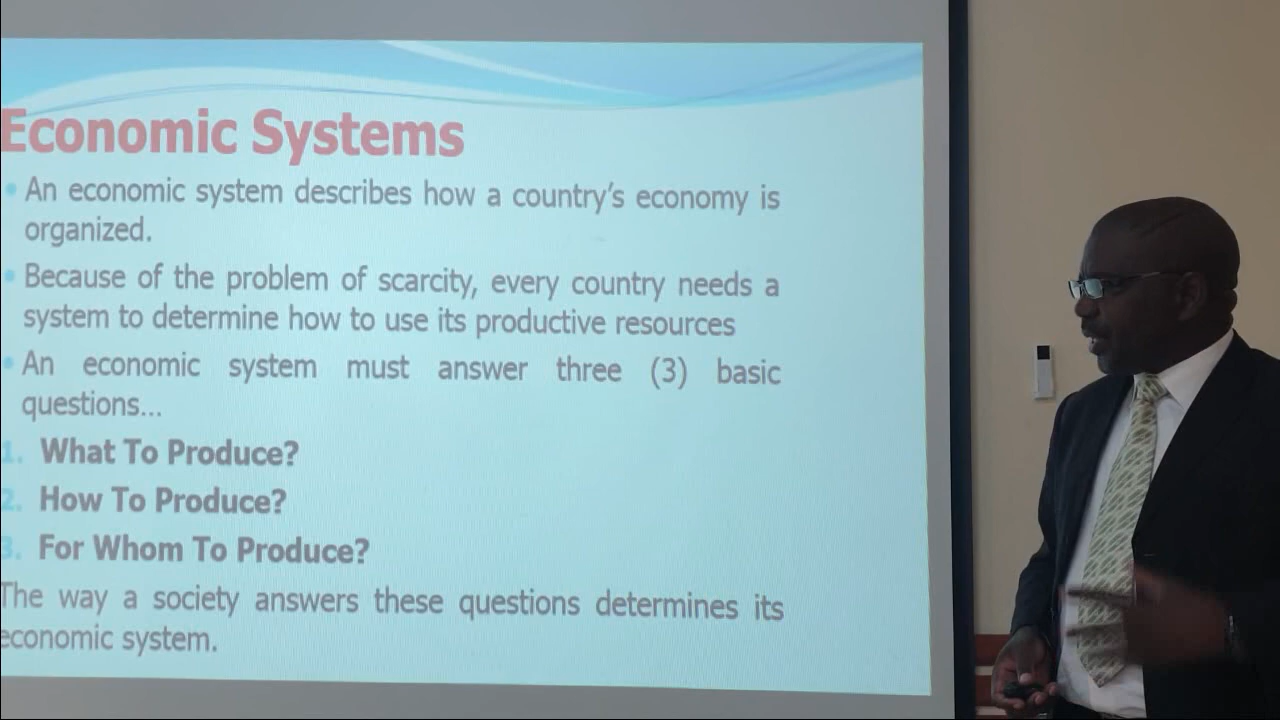 Economic Systems
• An economic system describes how a country's economy is
organized.
• Because of the problem of scarcity, every country needs a
system to determine how to use its productive resources
• An economic system must answer three (3) basic
questions...
1. What To Produce?
2. How To Produce?
3. For Whom To Produce?
The way a society answers these questions determines its
economic system.